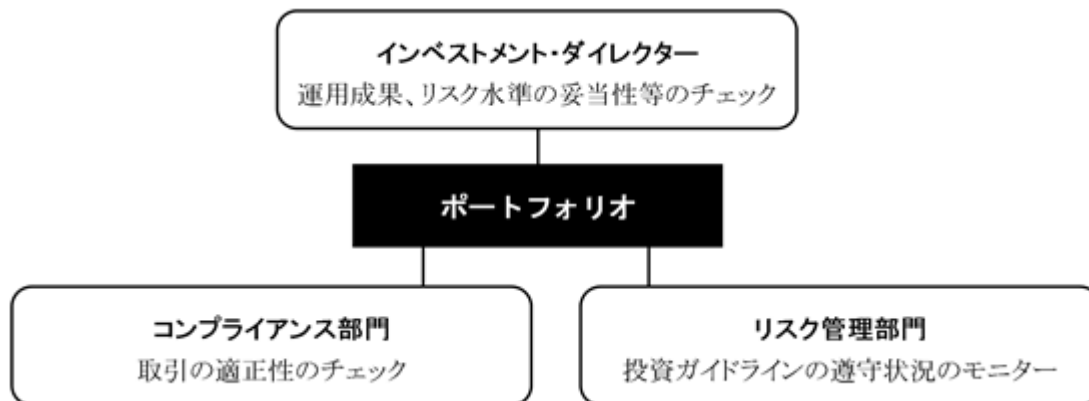 インベストメント・ダイレクター
運用成果、リスク水準の妥当性等のチェック
ポートフォリオ
コンプライアンス部門
取引の適正性のチェック
リスク管理部門
投資ガイドラインの遵守状況のモニター